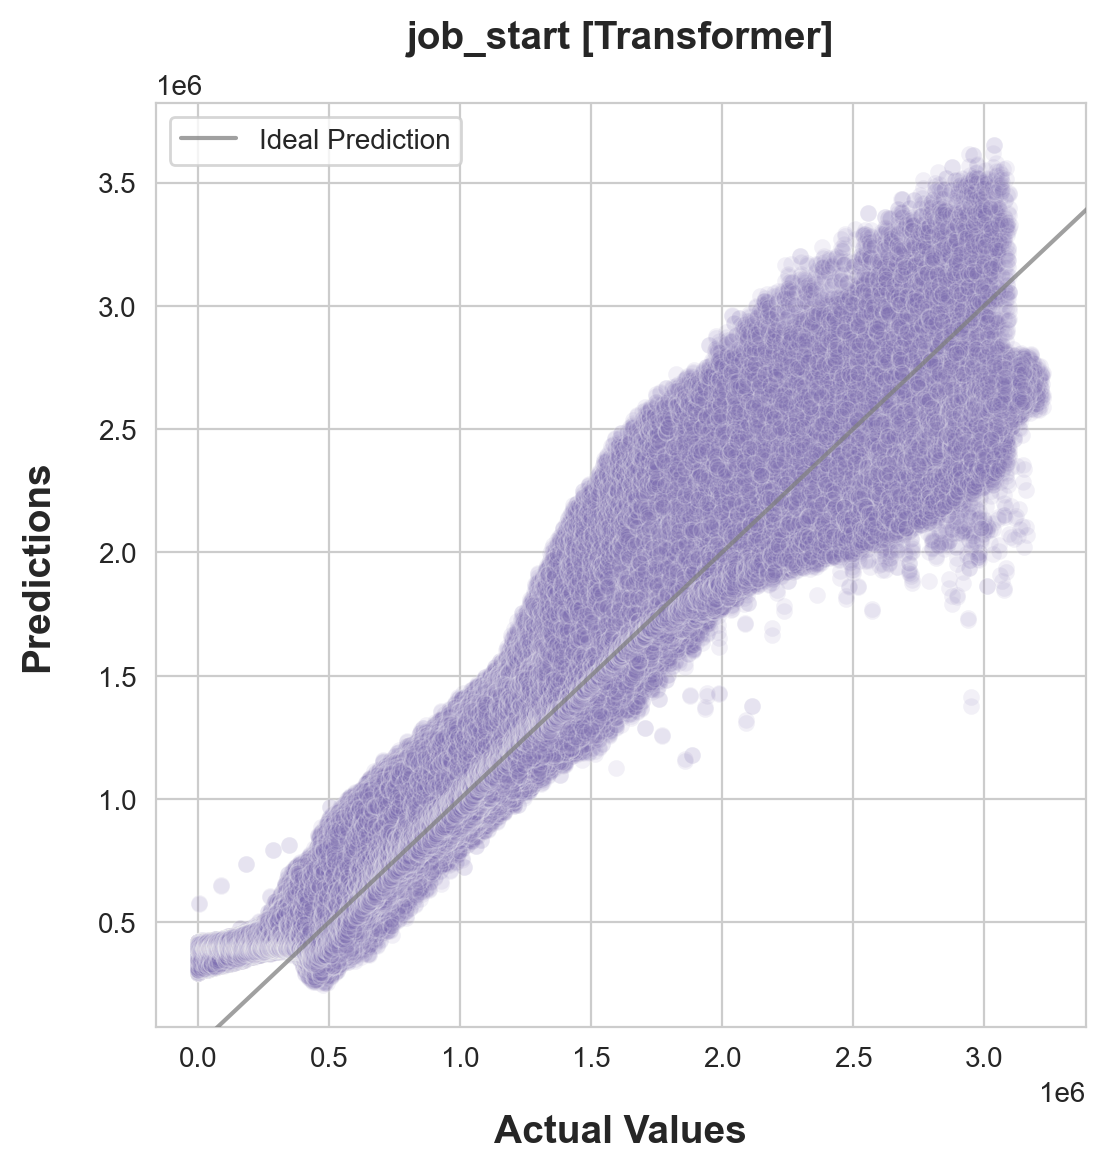 job_start [Transformer]
1e6
Ideal Prediction
3.5
3.0
2.5
2.0
1.5
1.0
0.5
Predictions
0.0 0.5 1.0 1.5 2.0 2.5 3.0
1e6
Actual Values